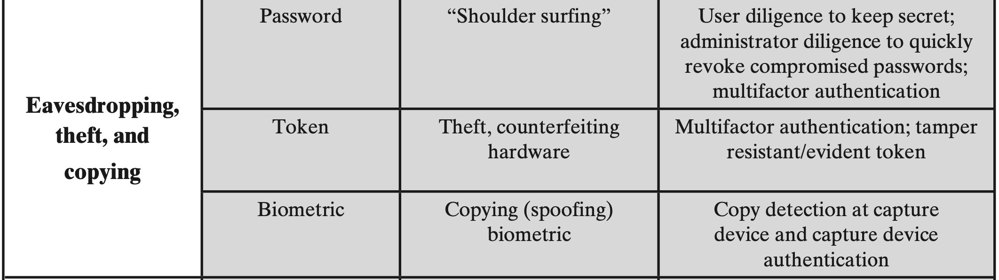 Eavesdropping,
theft, and
copying
Password
“Shoulder surfing”
User diligence to keep secret;
administrator diligence to quickly
revoke compromised passwords;
multifactor authentication
Token
Theft, counterfeiting
hardware
Multifactor authentication; tamper
resistant/evident token
Biometric
Copying (spoofing)
biometric
Copy detection at capture
device and capture device
authentication